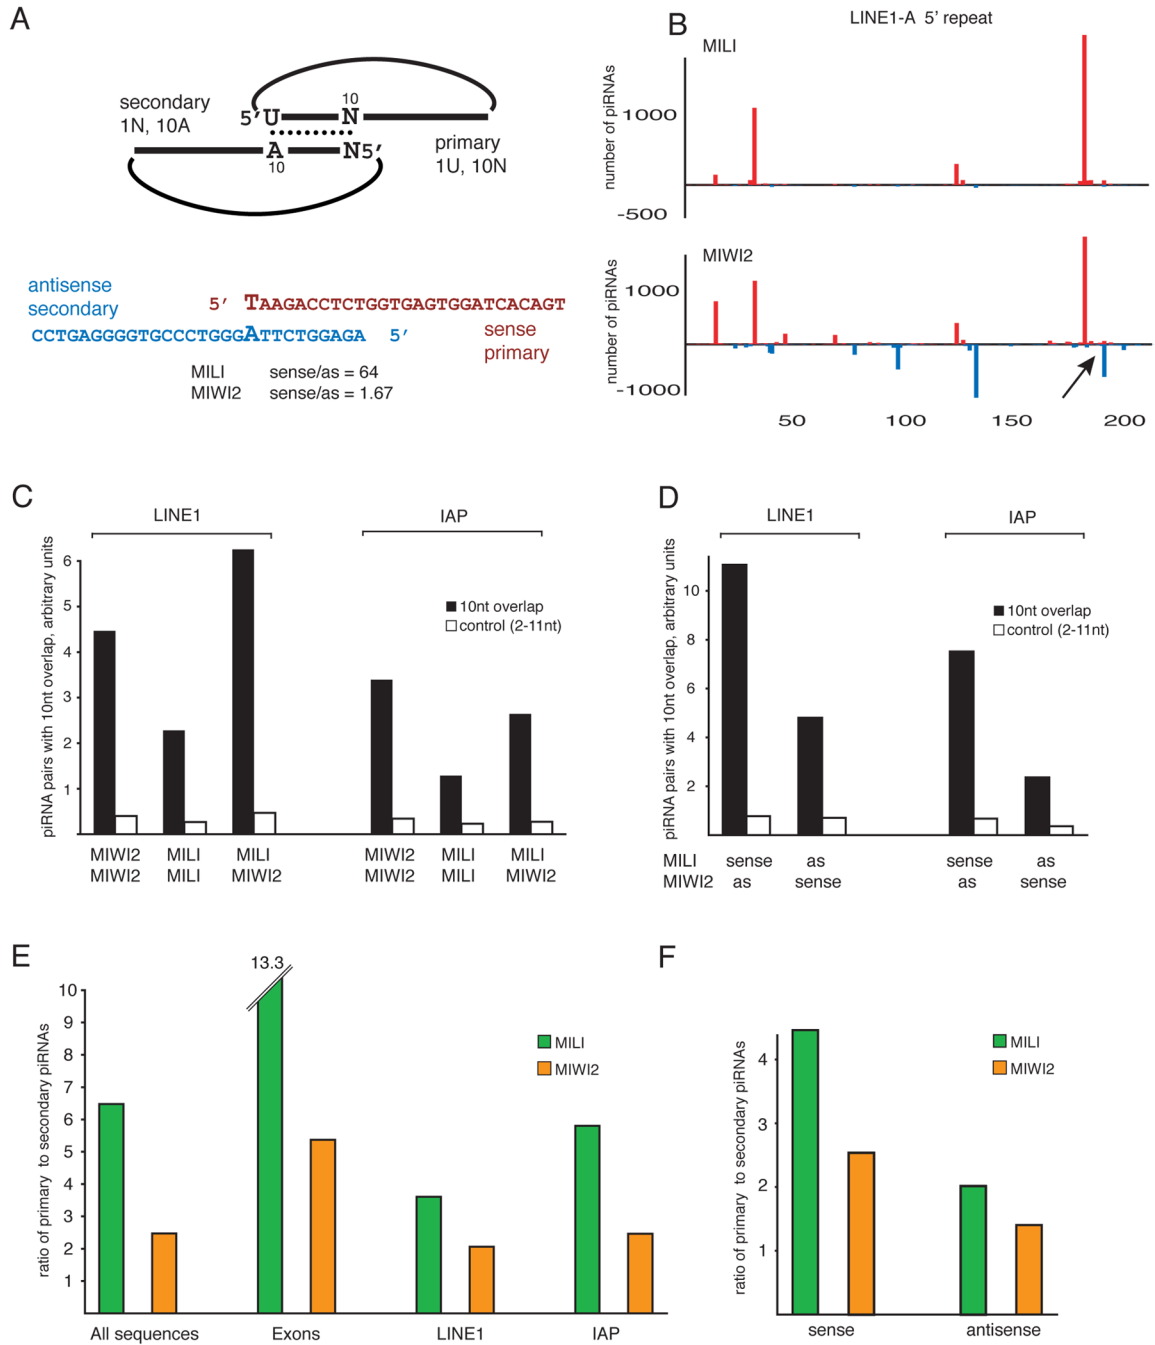 A
secondary
1N, 10A
5′U
10
N
A
10
N5′
primary
1U, 10N
antisense
secondary
5′ TAAGACCTCTGGTGAGTGGATCACAGT
CCTGAGGGGTGCCCTGGGATTCTGGAGA 5′
sense
primary
MILI sense/as = 64
MIWI2 sense/as = 1.67
B
LINE1-A 5’ repeat
MILI
number of piRNAs
1000
-500
MIWI2
number of piRNAs
1000
-1000
50 100 150 200
C
LINE1 IAP
piRNA pairs with 10nt overlap, arbitrary units
6
5
4
3
2
1
10nt overlap
control (2-11nt)
MIWI2 MILI MILI MIWI2 MILI MILI
MIWI2 MILI MIWI2 MIWI2 MILI MIWI2
D
LINE1 IAP
piRNA pairs with 10nt overlap, arbitrary units
10
8
6
4
2
10nt overlap
control (2-11nt)
MILI sense as sense as
MIWI2 as sense as sense
E
13.3
ratio of primary to secondary piRNAs
10
9
8
7
6
5
4
3
2
1
MILI
MIWI2
All sequences Exons LINE1 IAP
F
ratio of primary to secondary piRNAs
4
3
2
1
MILI
MIWI2
sense antisense